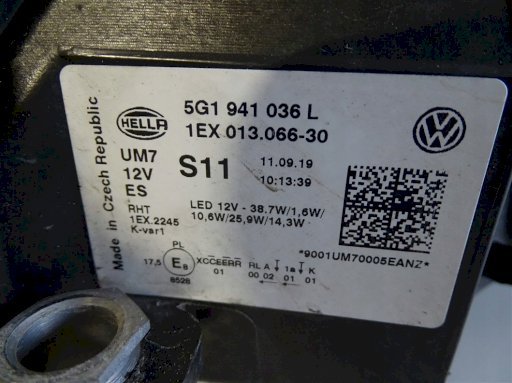 Made in Czech Republic
HELLA
5G1 941 036 L
1EX.013.066-30
UM7
12V
ES
S11
11.09.19
10:13:39
RHT
1EX.2245
K-var1
LED 12V - 38.7W/1,6W/
10,6W/25,9W/14,3W
*9001UM70005EANZ*
PL
17,5 E8 XCCEERR RL A 1a K
01 00 02 01 01
8528